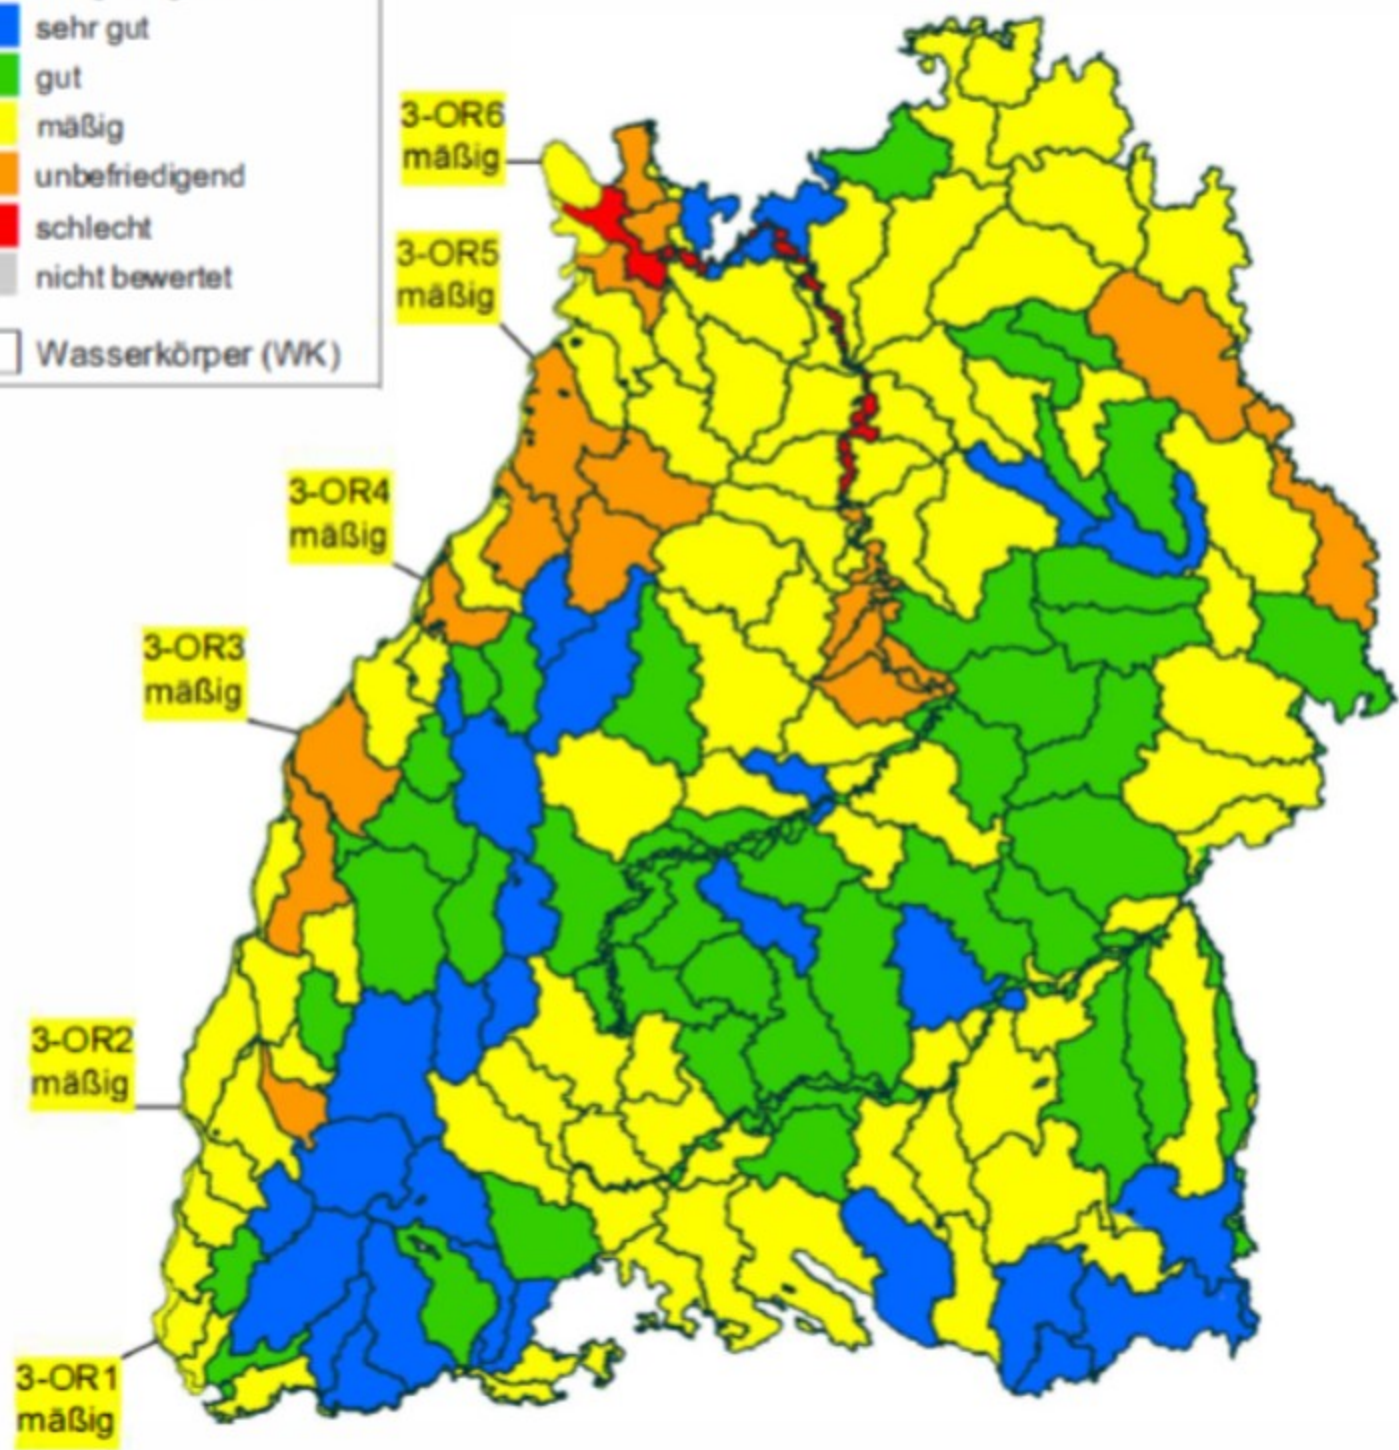 sehr gut
gut
mäßig
unbefriedigend
schlecht
nicht bewertet
Wasserkörper (WK)
3-OR6
mäßig
3-OR5
mäßig
3-OR4
mäßig
3-OR3
mäßig
3-OR2
mäßig
3-OR1
mäßig